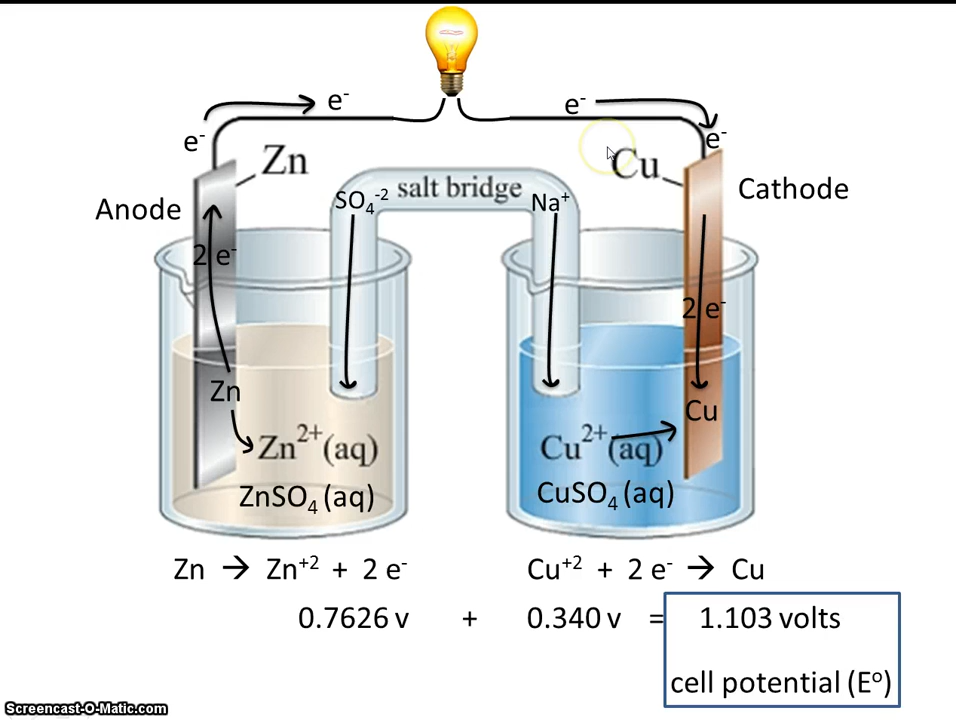 e⁻
e⁻
e⁻
e⁻
Zn
Cu
SO₄⁻²
salt bridge
Na⁺
Anode
Cathode
2 e⁻
2 e⁻
Zn
Cu
Zn²⁺(aq)
Cu²⁺(aq)
ZnSO₄ (aq)
CuSO₄ (aq)
Zn → Zn⁺² + 2 e⁻
Cu⁺² + 2 e⁻ → Cu
0.7626 v + 0.340 v = 1.103 volts
cell potential (Eº)
Screencast-O-Matic.com